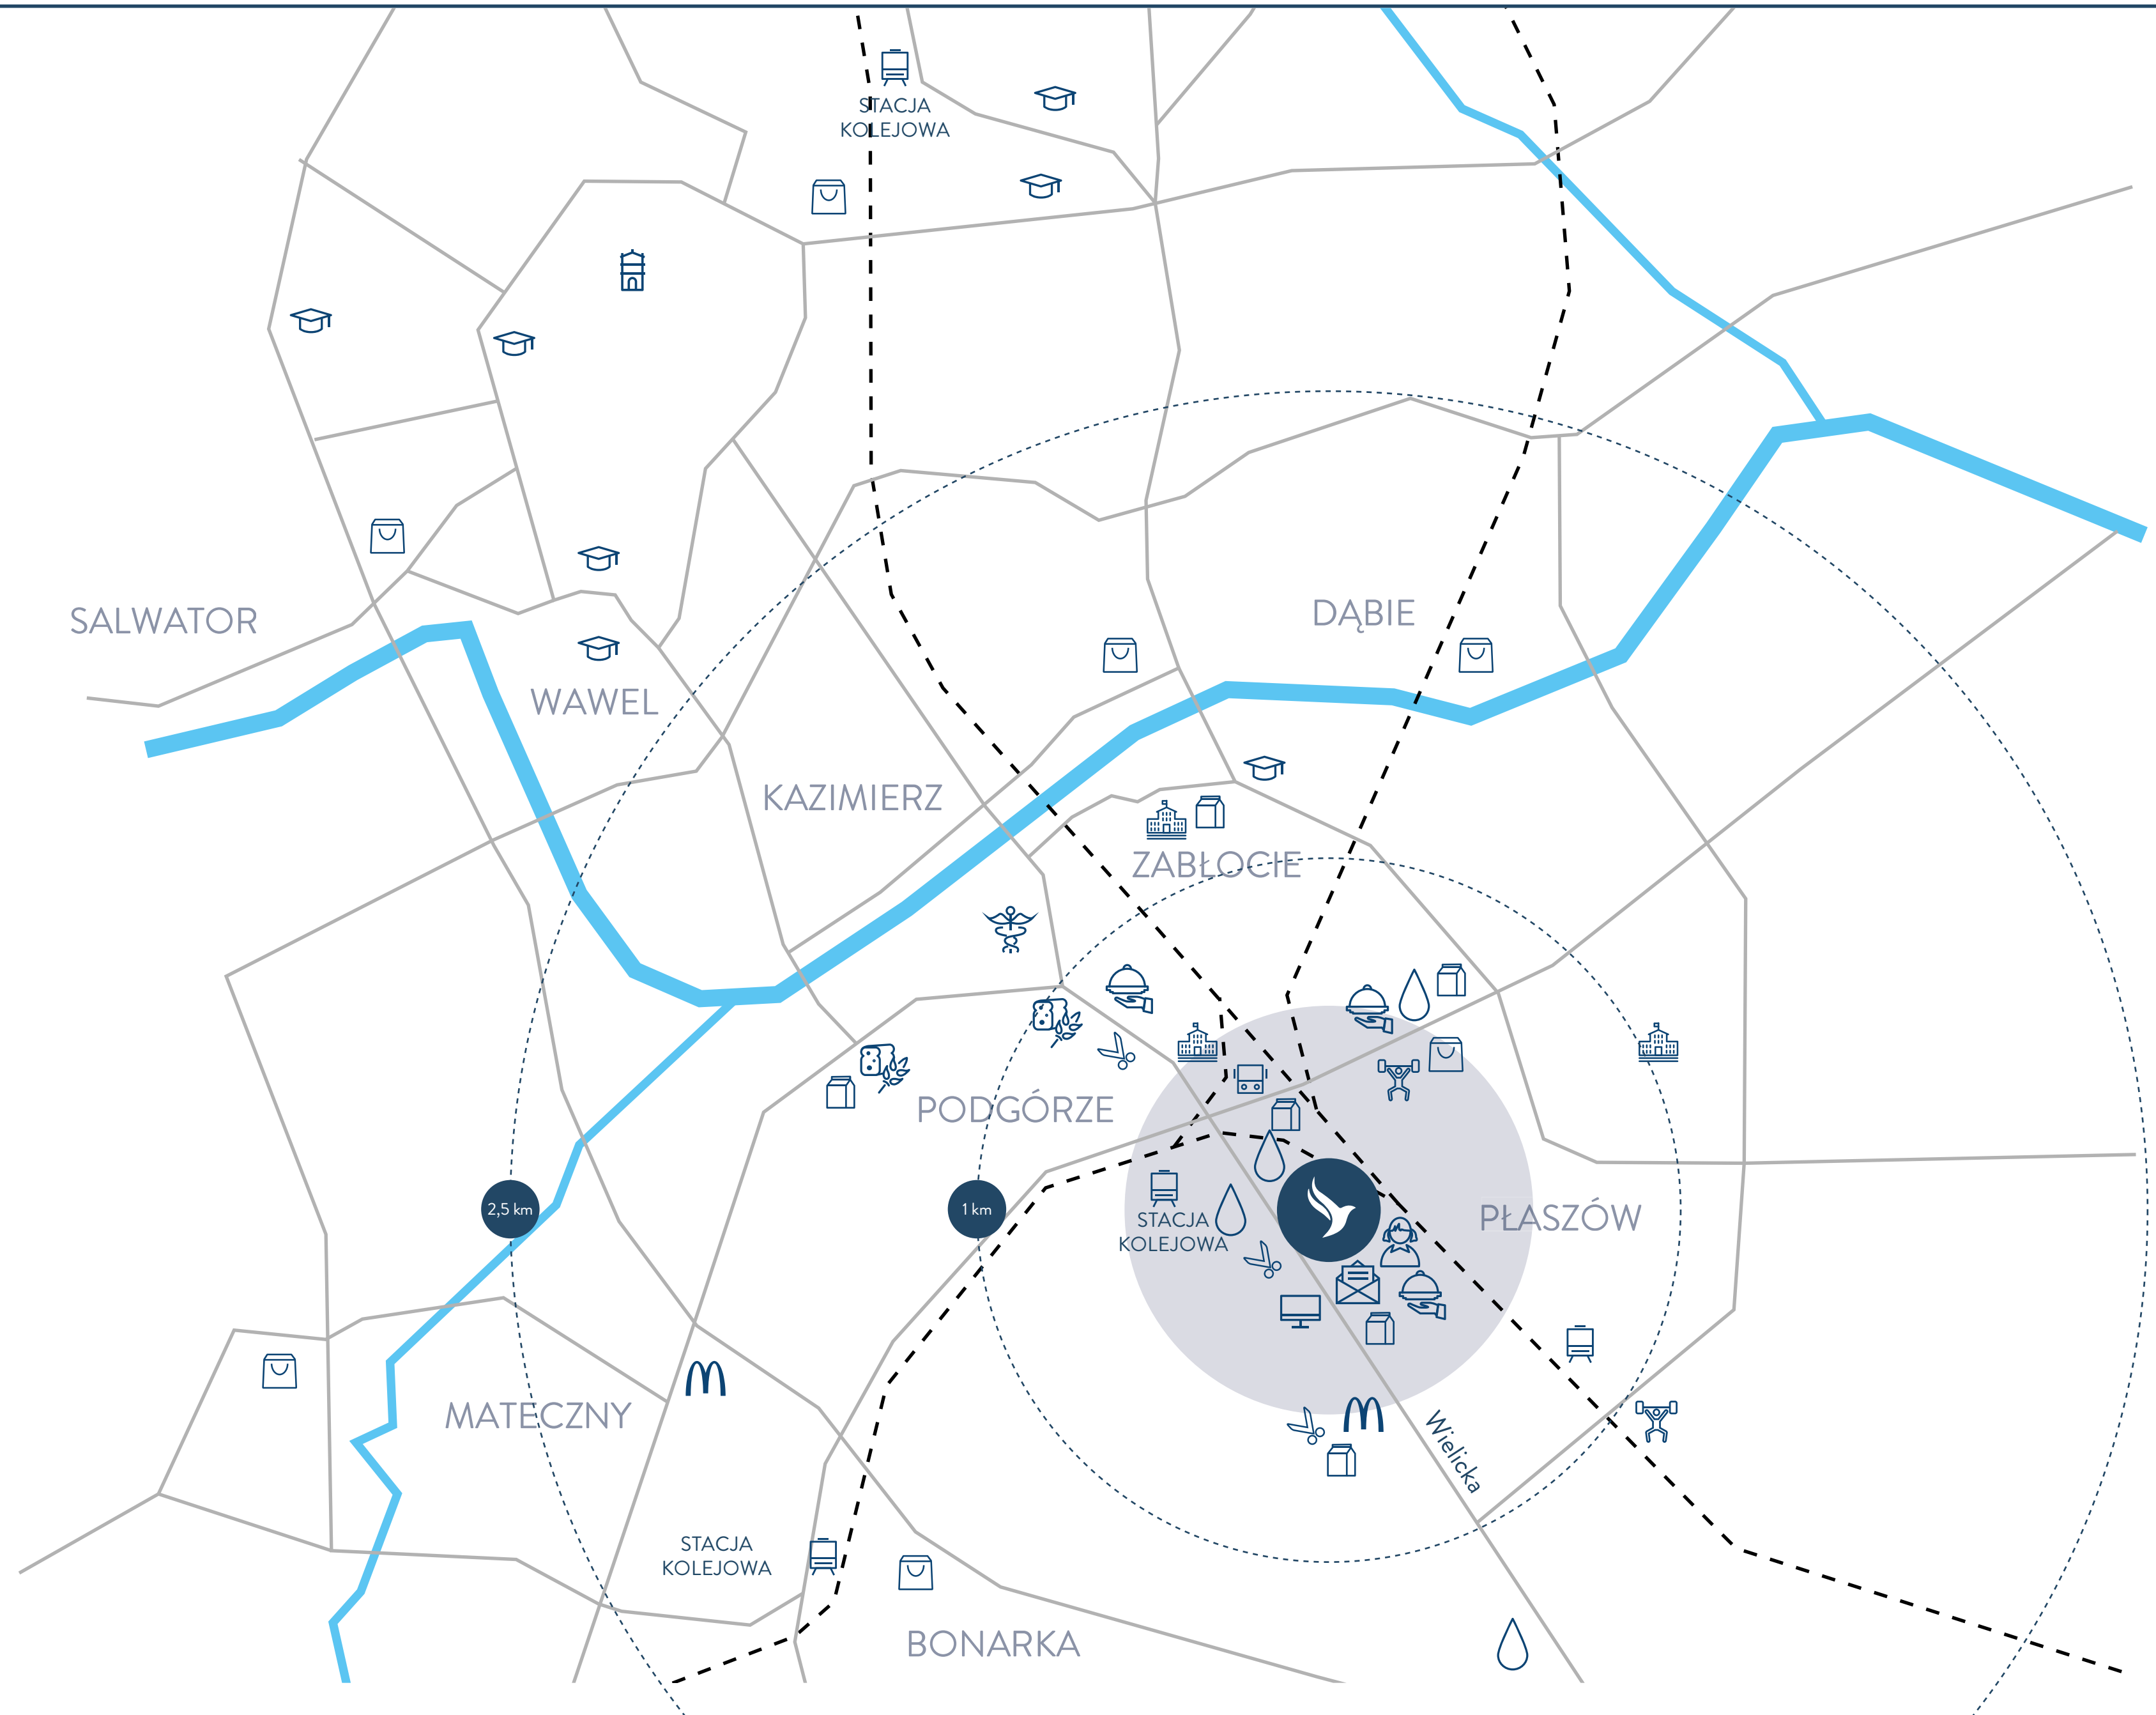 STACJA
KOLEJOWA
SALWATOR
DĄBIE
WAWEL
KAZIMIERZ
ZABŁOCIE
PODGÓRZE
2,5 km
1 km
STACJA
KOLEJOWA
PŁASZÓW
MATECZNY
Wielicka
STACJA
KOLEJOWA
BONARKA